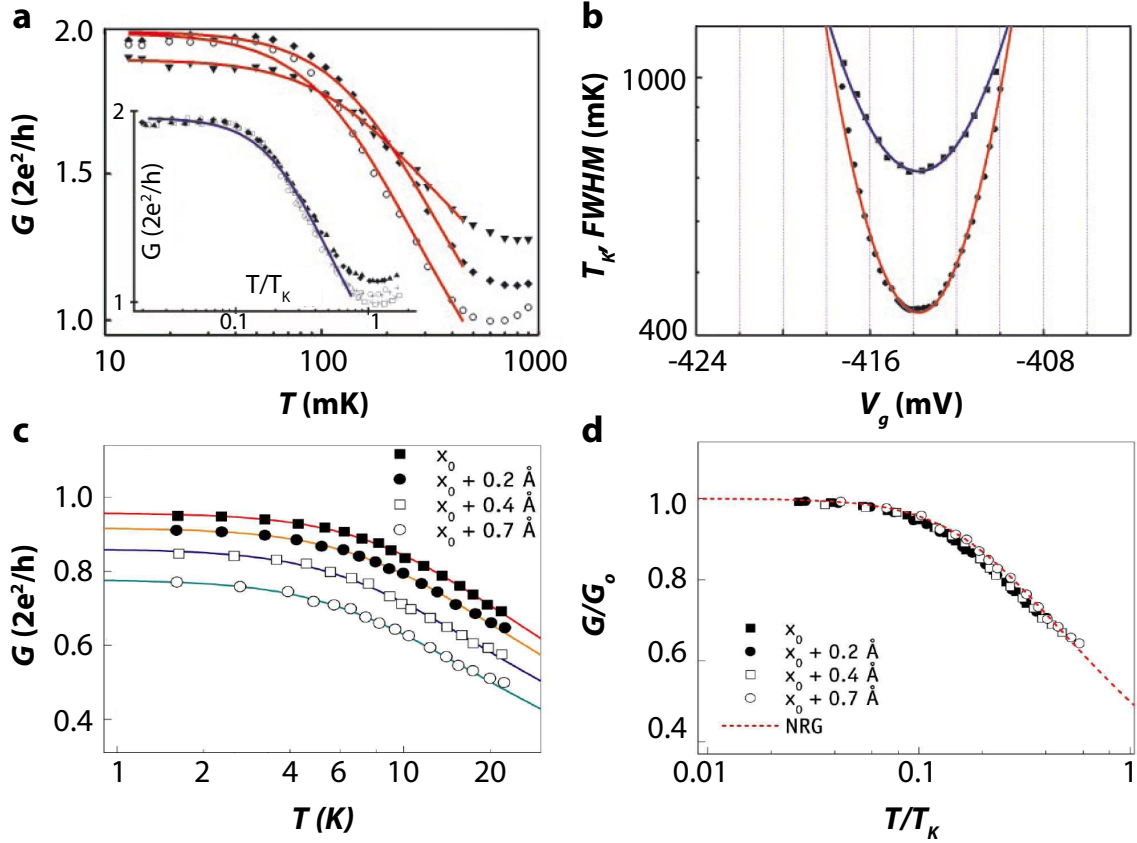 a
G (2e²/h)
2.0
1.5
1.0
10
100
1000
T (mK)
G (2e²/h)
2
1
T/T_K
0.1
1
b
T_K, FWHM (mK)
1000
400
-424
-416
-408
V_g (mV)
c
G (2e²/h)
1.0
0.8
0.6
0.4
x₀
x₀ + 0.2 Å
x₀ + 0.4 Å
x₀ + 0.7 Å
1
2
4
6
10
20
T (K)
d
G/G₀
1.0
0.8
0.6
0.4
x₀
x₀ + 0.2 Å
x₀ + 0.4 Å
x₀ + 0.7 Å
NRG
0.01
0.1
1
T/T_K